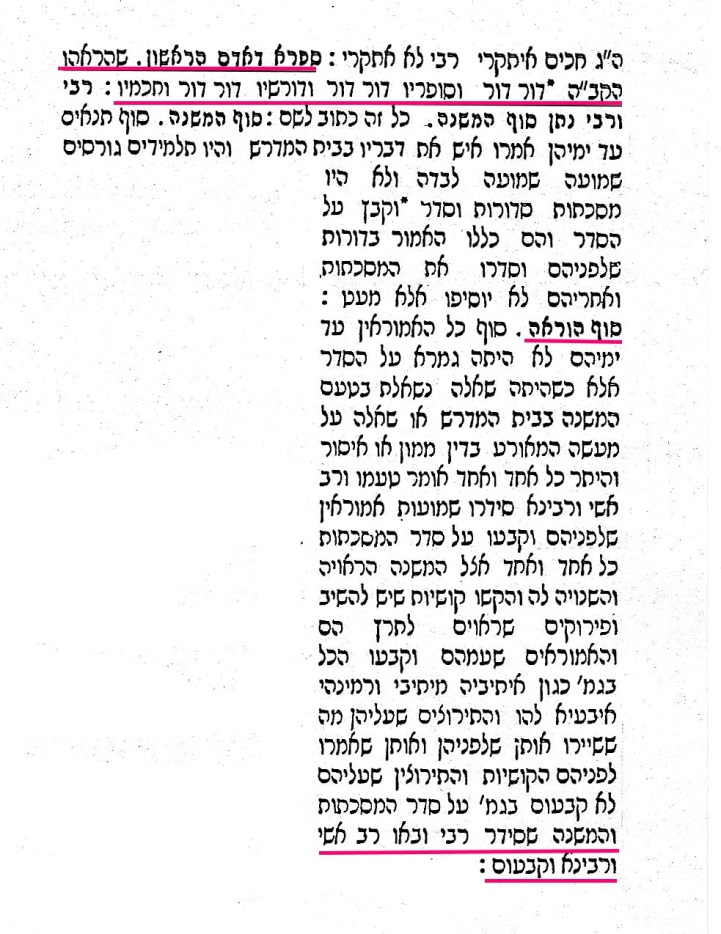 ה״ג חכים איתקרי רבי לא אתקרי : ספרא דאדם הראשון. שהראהו
הקב״ה *דור דור וסופריו דור דור ודורשיו דור דור וחכמיו : רבי
ורבי נתן סוף המשנה. כל זה כתוב לשם : סוף המשנה. סוף תנאים
עד ימיהן אמרו איש את דבריו בבית המדרש והיו תלמידים גורסים
שמועה שמועה לבדה ולא היו
מסכתות סדורות וסדר *וקבץ על
הסדר והם כללו האמור בדורות
שלפניהם וסדרו את המסכתות
ואחריהם לא יוסיפו אלא מעט :
סוף הוראה. סוף כל האמוראין עד
ימיהם לא היתה גמרא על הסדר
אלא כשהיתה שאלה נשאלת בטעם
המשנה בבית המדרש או שאלה על
מעשה המאורע בדין ממון או איסור
והיתר כל אחד ואחד אומר טעמו ורב
אשי ורבינא סידרו שמועות אמוראין
שלפניהם וקבעו על סדר המסכתות
כל אחד ואחד אצל המשנה הראויה
והשנויה לה והקשו קושיות שיש להשיב
ופירוקים שראוים לתרץ הם
והאמוראים שעמהם וקבעו הכל
בגמ׳ כגון איתיביה מיתיבי ורמינהי
איבעיא להו והתירוצים שעליהן מה
ששיירו אותן שלפניהן ואותן שאמרו
לפניהם הקושיות והתירוצין שעליהם
לא קבעום בגמ׳ על סדר המסכתות
והמשנה שסידר רבי ובאו רב אשי
ורבינא וקבעום :